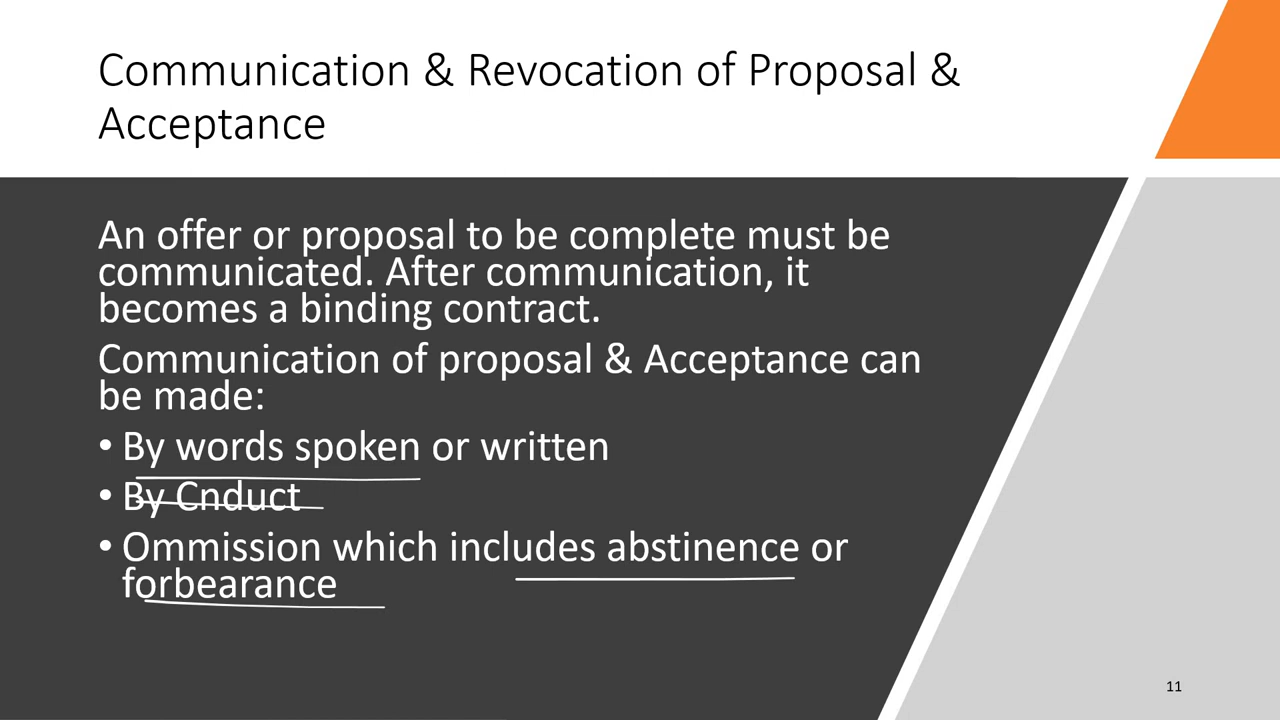 Communication & Revocation of Proposal &
Acceptance
An offer or proposal to be complete must be
communicated. After communication, it
becomes a binding contract.
Communication of proposal & Acceptance can
be made:
• By words spoken or written
• By Cnduct
• Ommission which includes abstinence or
forbearance
11